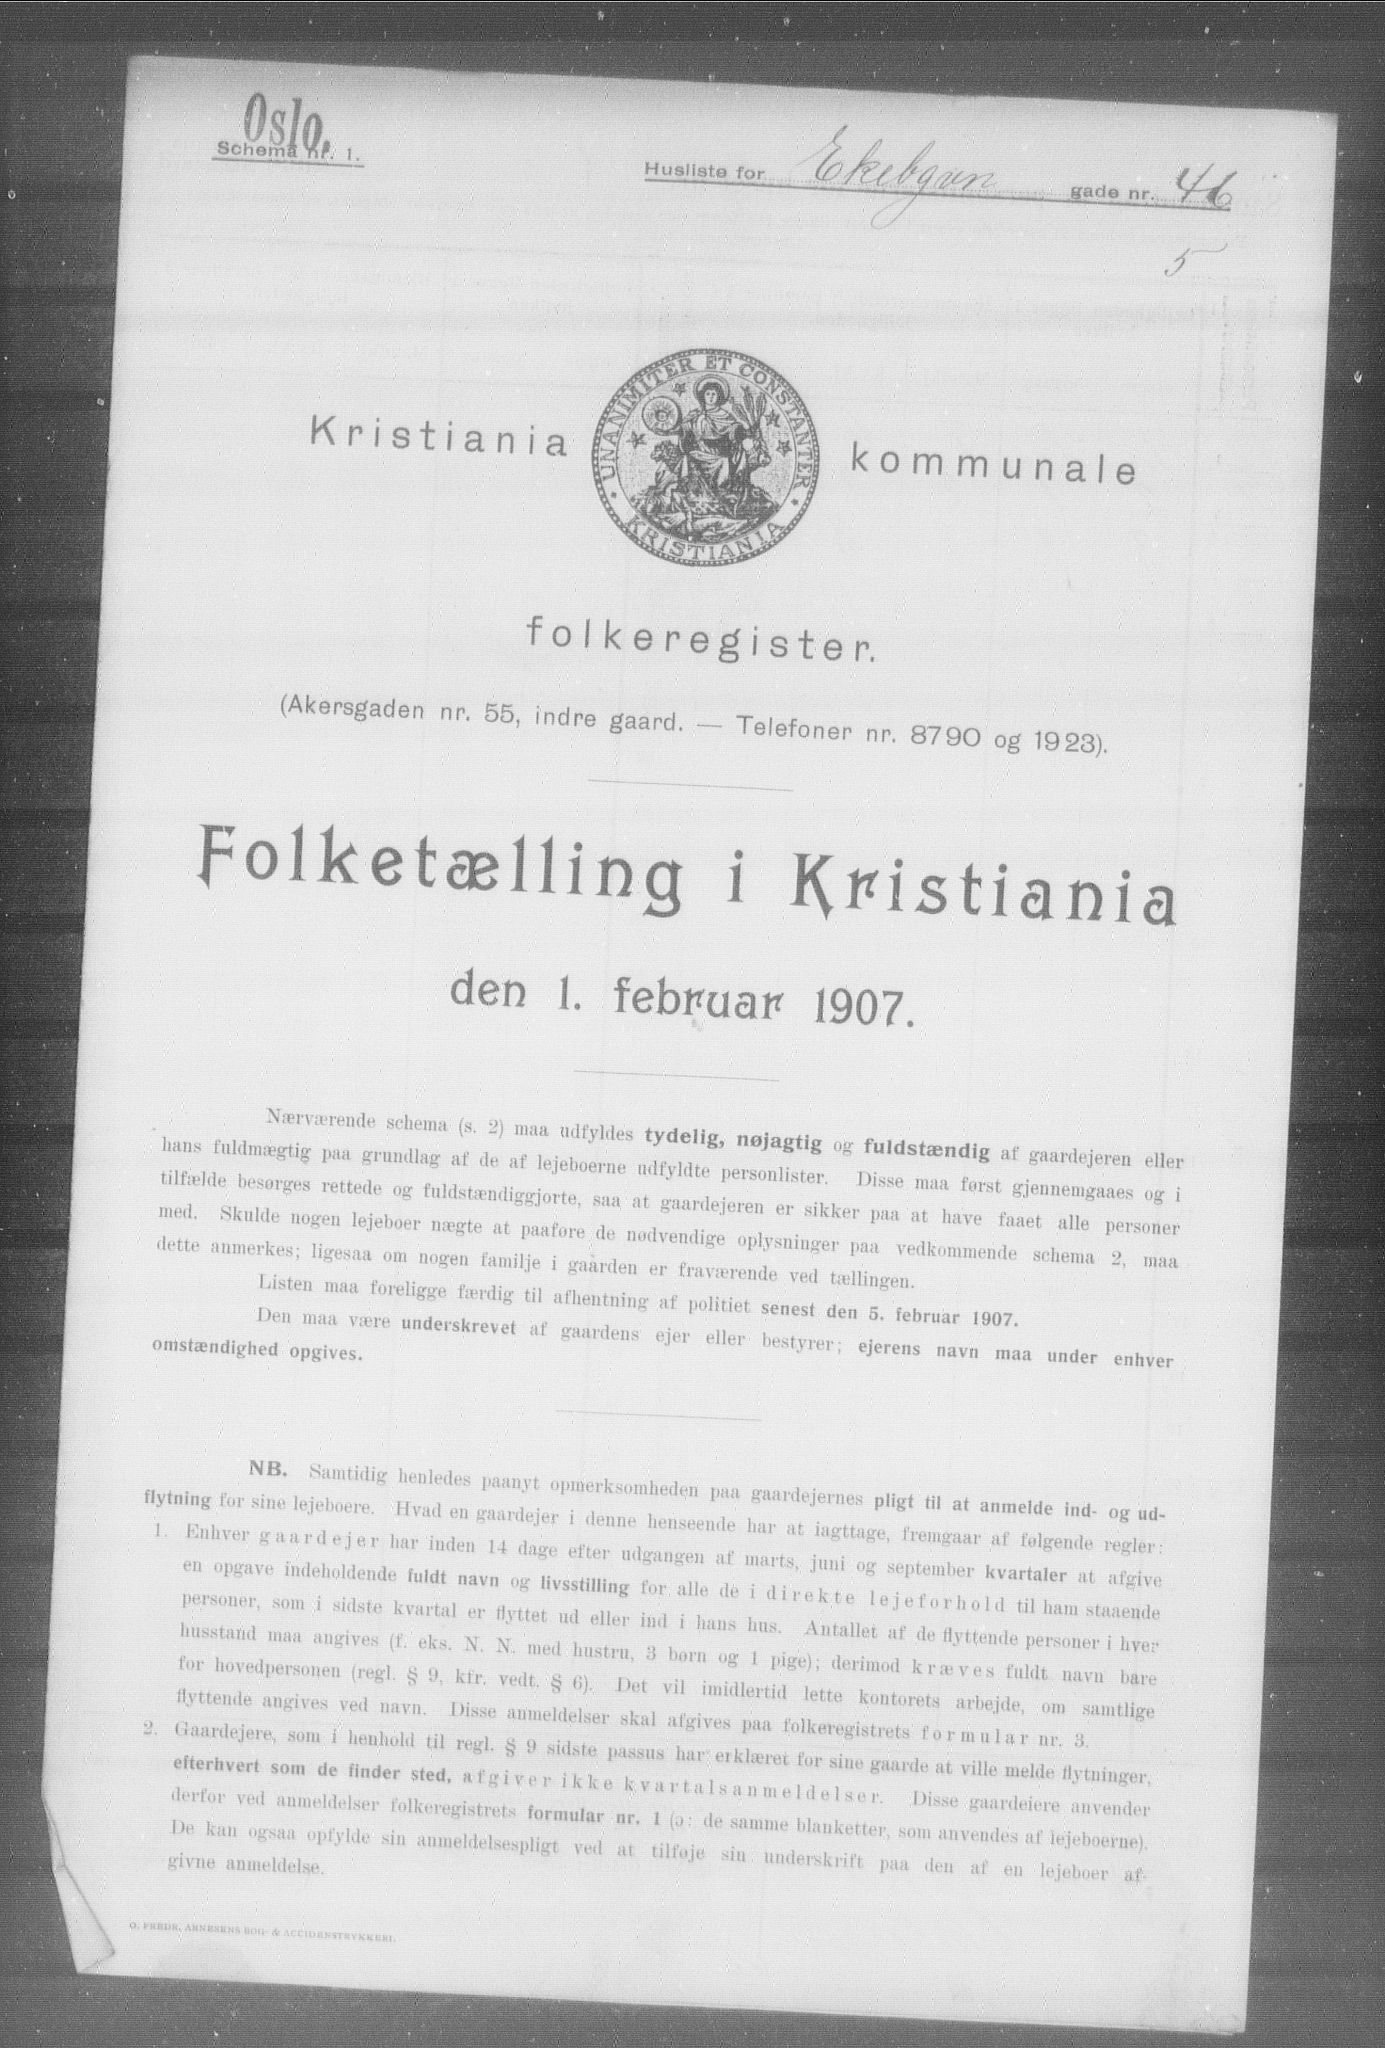 Oslo.
Schema nr. 1.
Husliste for Ekebgvn gade nr. 46
5
UNANIMITER ET CONSTANTER
KRISTIANIA
Kristiania kommunale
folkeregister.
(Akersgaden nr. 55, indre gaard. — Telefoner nr. 8790 og 1923).
Folketælling i Kristiania
den 1. februar 1907.
Nærværende schema (s. 2) maa udfyldes tydelig, nøjagtig og fuldstændig af gaardejeren eller
hans fuldmægtig paa grundlag af de af lejeboerne udfyldte personlister. Disse maa først gjennemgaaes og i
tilfælde besørges rettede og fuldstændiggjorte, saa at gaardejeren er sikker paa at have faaet alle personer
med. Skulde nogen lejeboer nægte at paaføre de nødvendige oplysninger paa vedkommende schema 2, maa
dette anmerkes; ligesaa om nogen familje i gaarden er fraværende ved tællingen.
Listen maa foreligge færdig til afhentning af politiet senest den 5. februar 1907.
Den maa være underskrevet af gaardens ejer eller bestyrer; ejerens navn maa under enhver
omstændighed opgives.
NB. Samtidig henledes paanyt opmerksomheden paa gaardejernes pligt til at anmelde ind- og ud-
flytning for sine lejeboere. Hvad en gaardejer i denne henseende har at iagttage, fremgaar af følgende regler:
1. Enhver gaardejer har inden 14 dage efter udgangen af marts, juni og september kvartaler at afgive
en opgave indeholdende fuldt navn og livsstilling for alle de i direkte lejeforhold til ham staaende
personer, som i sidste kvartal er flyttet ud eller ind i hans hus. Antallet af de flyttende personer i hver
husstand maa angives (f. eks. N. N. med hustru, 3 børn og 1 pige); derimod kræves fuldt navn bare
for hovedpersonen (regl. § 9, kfr. vedt. § 6). Det vil imidlertid lette kontorets arbejde, om samtlige
flyttende angives ved navn. Disse anmeldelser skal afgives paa folkeregistrets formular nr. 3.
2. Gaardejere, som i henhold til regl. § 9 sidste passus har erklæret for sine gaarde at ville melde flytninger,
efterhvert som de finder sted, afgiver ikke kvartalsanmeldelser. Disse gaardeiere anvender
derfor ved anmeldelser folkeregistrets formular nr. 1 (ɔ: de samme blanketter, som anvendes af lejeboerne).
De kan ogsaa opfylde sin anmeldelsespligt ved at tilføje sin underskrift paa den af en lejeboer af-
givne anmeldelse.
O. FREDR. ARNESENS BOG- & ACCIDENSTRYKKERI.